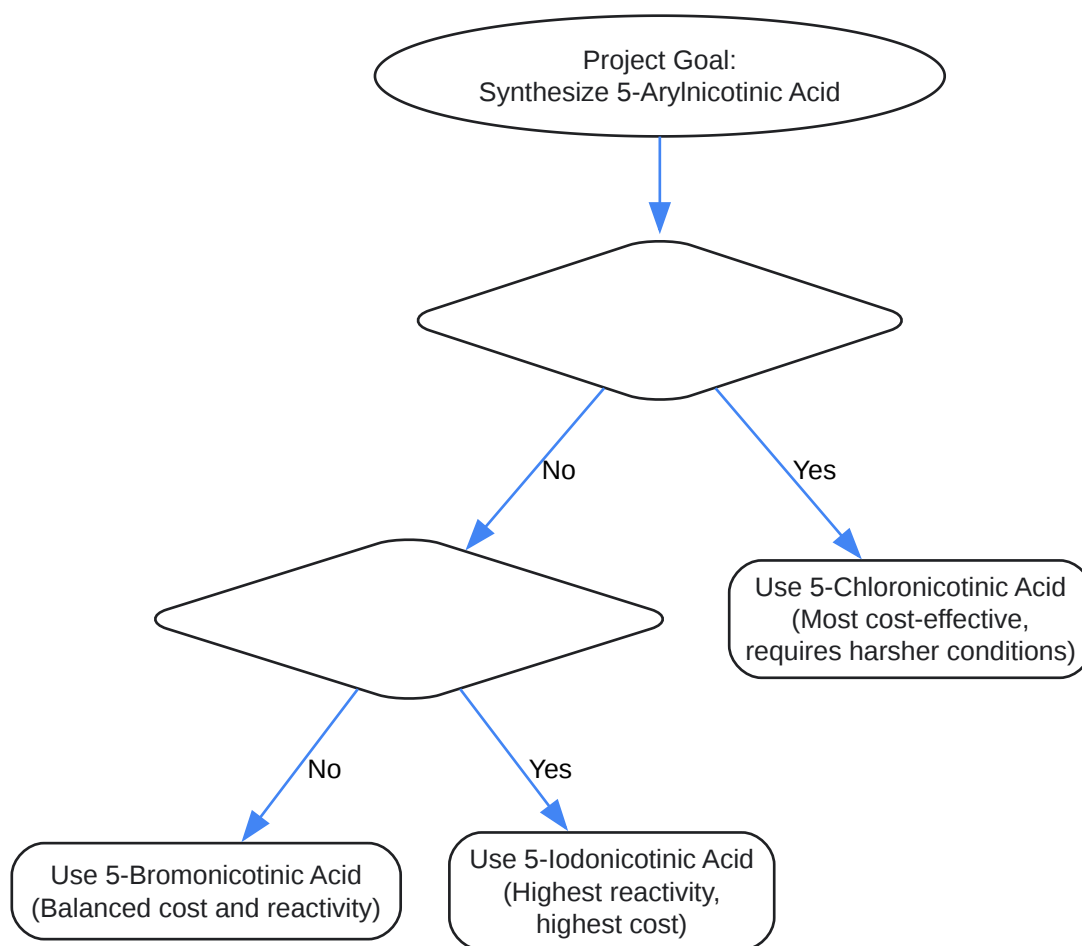 Project Goal:
Synthesize 5-Arylnicotinic Acid
No
Yes
Use 5-Chloronicotinic Acid
(Most cost-effective,
requires harsher conditions)
No
Yes
Use 5-Bromonicotinic Acid
(Balanced cost and reactivity)
Use 5-Iodonicotinic Acid
(Highest reactivity,
highest cost)